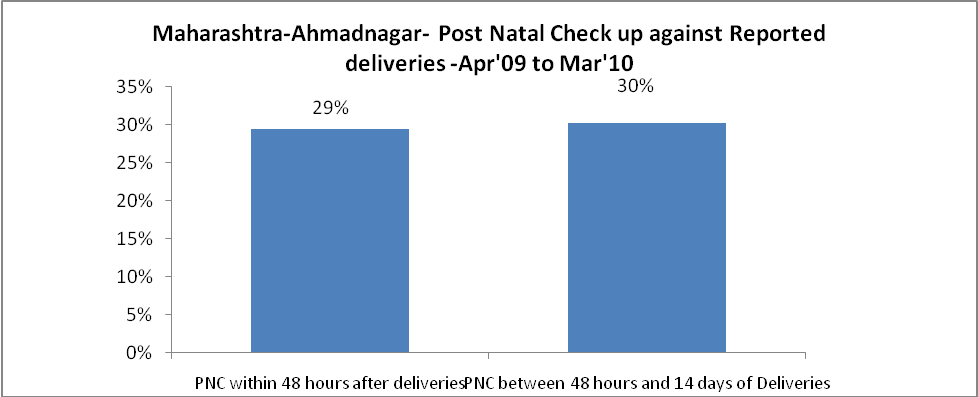 Maharashtra-Ahmadnagar- Post Natal Check up against Reported
deliveries -Apr'09 to Mar'10
35%
30%
25%
20%
15%
10%
5%
0%
29%
30%
PNC within 48 hours after deliveries
PNC between 48 hours and 14 days of Deliveries